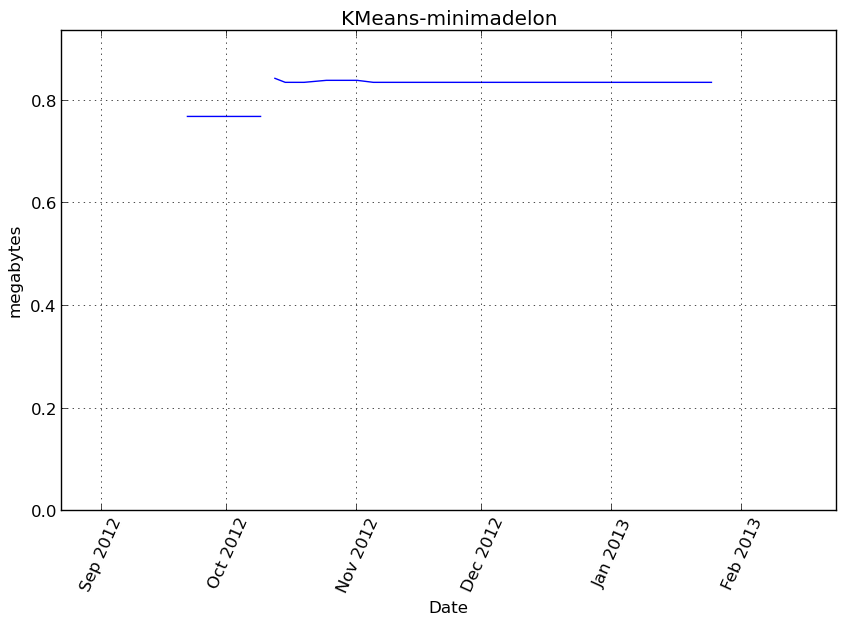 KMeans-minimadelon
megabytes
0.8
0.6
0.4
0.2
0.0
Sep 2012
Oct 2012
Nov 2012
Dec 2012
Jan 2013
Feb 2013
Date